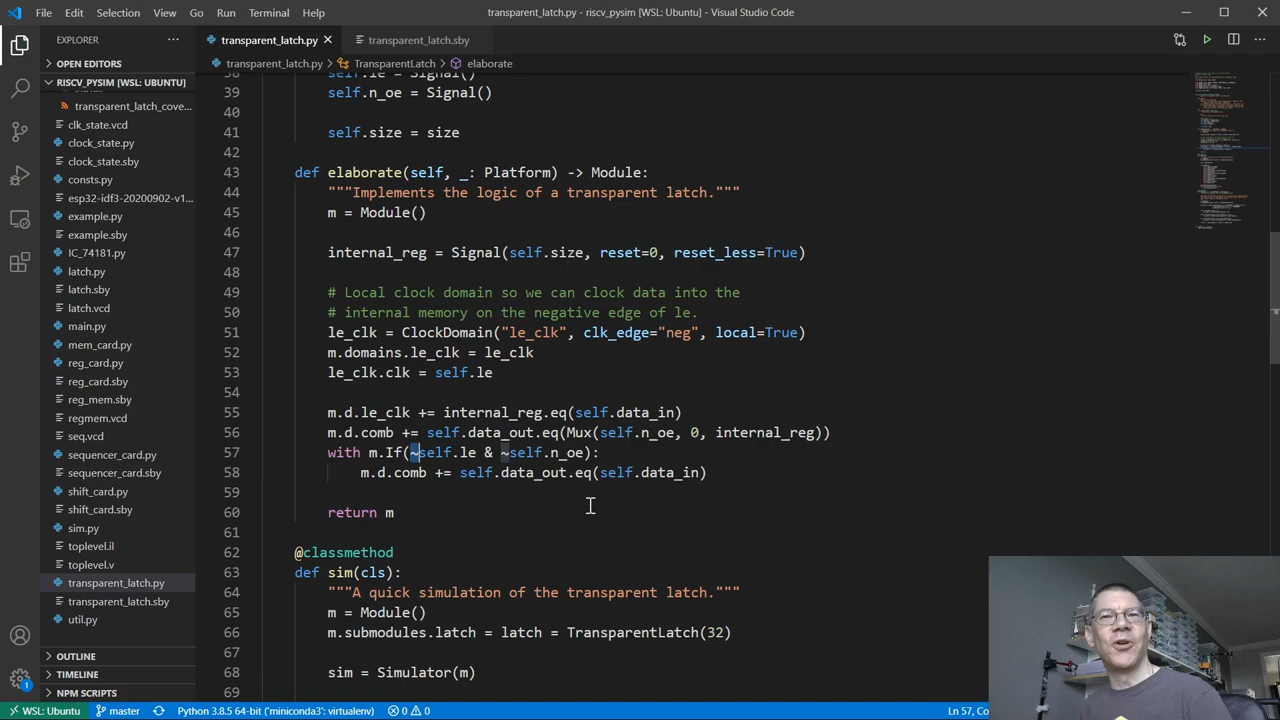 File Edit Selection View Go Run Terminal Help
transparent_latch.py - riscv_pysim [WSL: Ubuntu] - Visual Studio Code
EXPLORER
OPEN EDITORS
RISCV_PYSIM [WSL: UBUNTU]
transparent_latch_cove...
clk_state.vcd
clock_state.py
clock_state.sby
consts.py
esp32-idf3-20200902-v1...
example.py
example.sby
IC_74181.py
latch.py
latch.sby
latch.vcd
main.py
mem_card.py
reg_card.py
reg_card.sby
reg_mem.sby
regmem.vcd
seq.vcd
sequencer_card.py
sequencer_card.sby
shift_card.py
shift_card.sby
sim.py
toplevel.il
toplevel.v
transparent_latch.py
transparent_latch.sby
util.py
OUTLINE
TIMELINE
NPM SCRIPTS
transparent_latch.py
transparent_latch.sby
transparent_latch.py > TransparentLatch > elaborate
38 self.le = Signal()
39 self.n_oe = Signal()
40
41 self.size = size
42
43 def elaborate(self, _: Platform) -> Module:
44 """Implements the logic of a transparent latch."""
45 m = Module()
46
47 internal_reg = Signal(self.size, reset=0, reset_less=True)
48
49 # Local clock domain so we can clock data into the
50 # internal memory on the negative edge of le.
51 le_clk = ClockDomain("le_clk", clk_edge="neg", local=True)
52 m.domains.le_clk = le_clk
53 le_clk.clk = self.le
54
55 m.d.le_clk += internal_reg.eq(self.data_in)
56 m.d.comb += self.data_out.eq(Mux(self.n_oe, 0, internal_reg))
57 with m.If(~self.le & ~self.n_oe):
58 m.d.comb += self.data_out.eq(self.data_in)
59
60 return m
61
62 @classmethod
63 def sim(cls):
64 """A quick simulation of the transparent latch."""
65 m = Module()
66 m.submodules.latch = latch = TransparentLatch(32)
67
68 sim = Simulator(m)
69
1
WSL: Ubuntu master Python 3.8.5 64-bit ('miniconda3': virtualenv) 0 0 Ln 57, Co